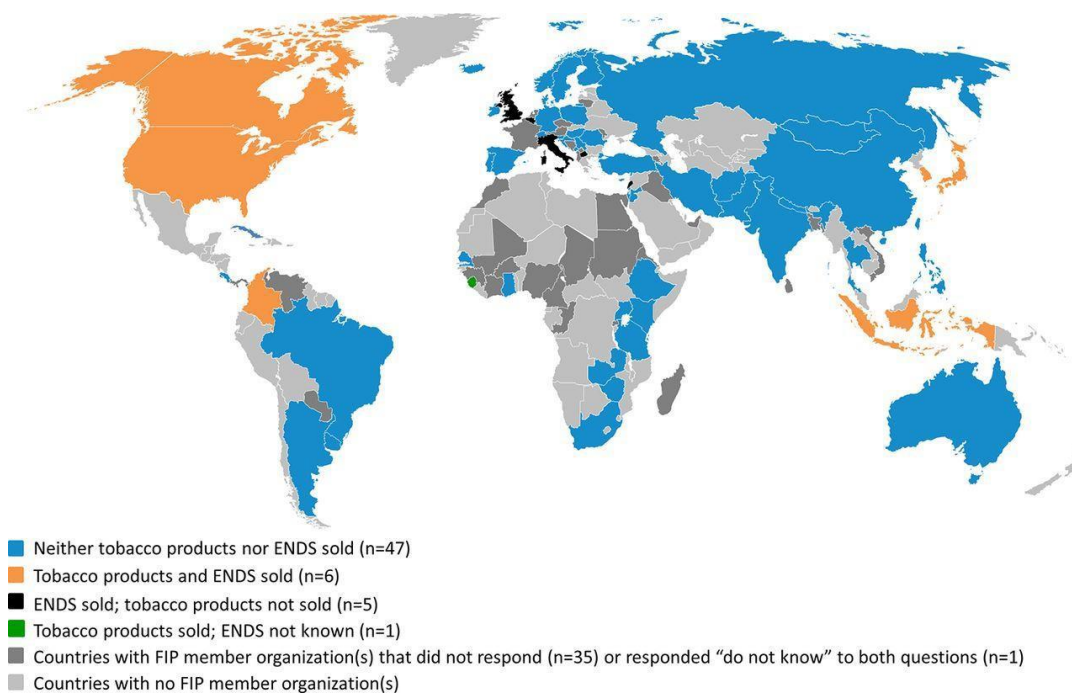 Neither tobacco products nor ENDS sold (n=47)
Tobacco products and ENDS sold (n=6)
ENDS sold; tobacco products not sold (n=5)
Tobacco products sold; ENDS not known (n=1)
Countries with FIP member organization(s) that did not respond (n=35) or responded “do not know” to both questions (n=1)
Countries with no FIP member organization(s)